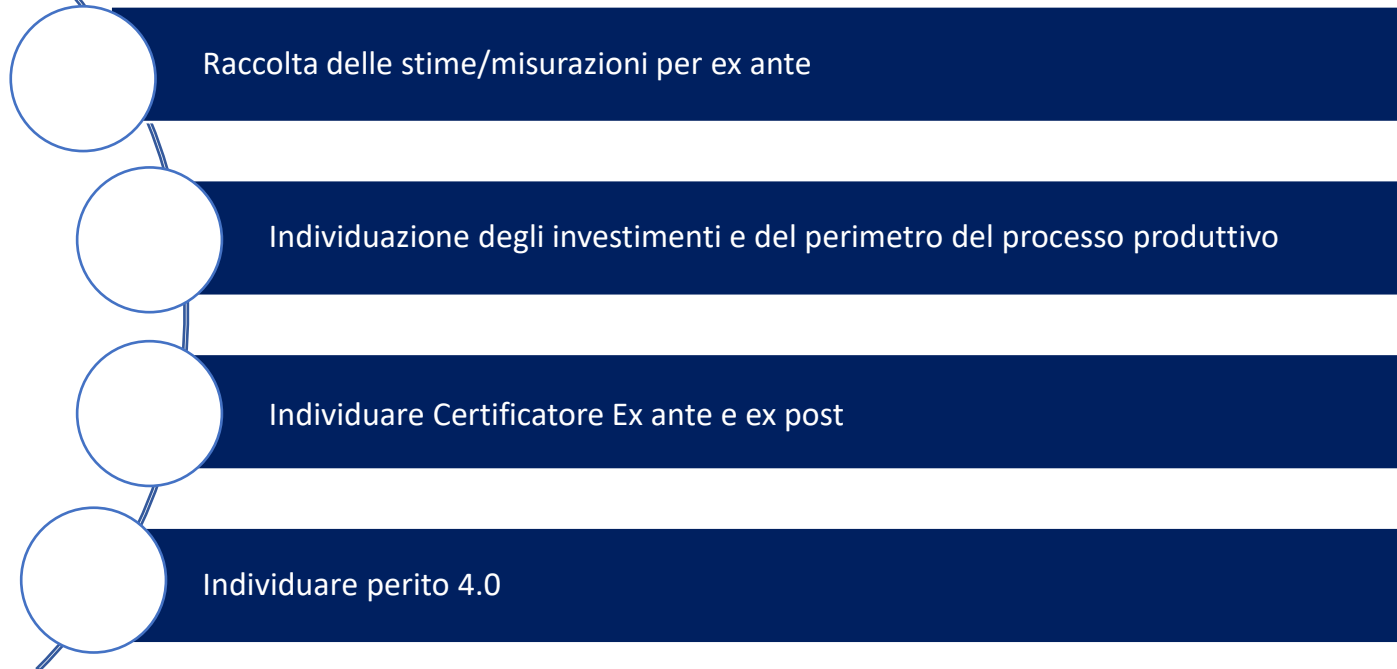 Raccolta delle stime/misurazioni per ex ante
Individuazione degli investimenti e del perimetro del processo produttivo
Individuare Certificatore Ex ante e ex post
Individuare perito 4.0